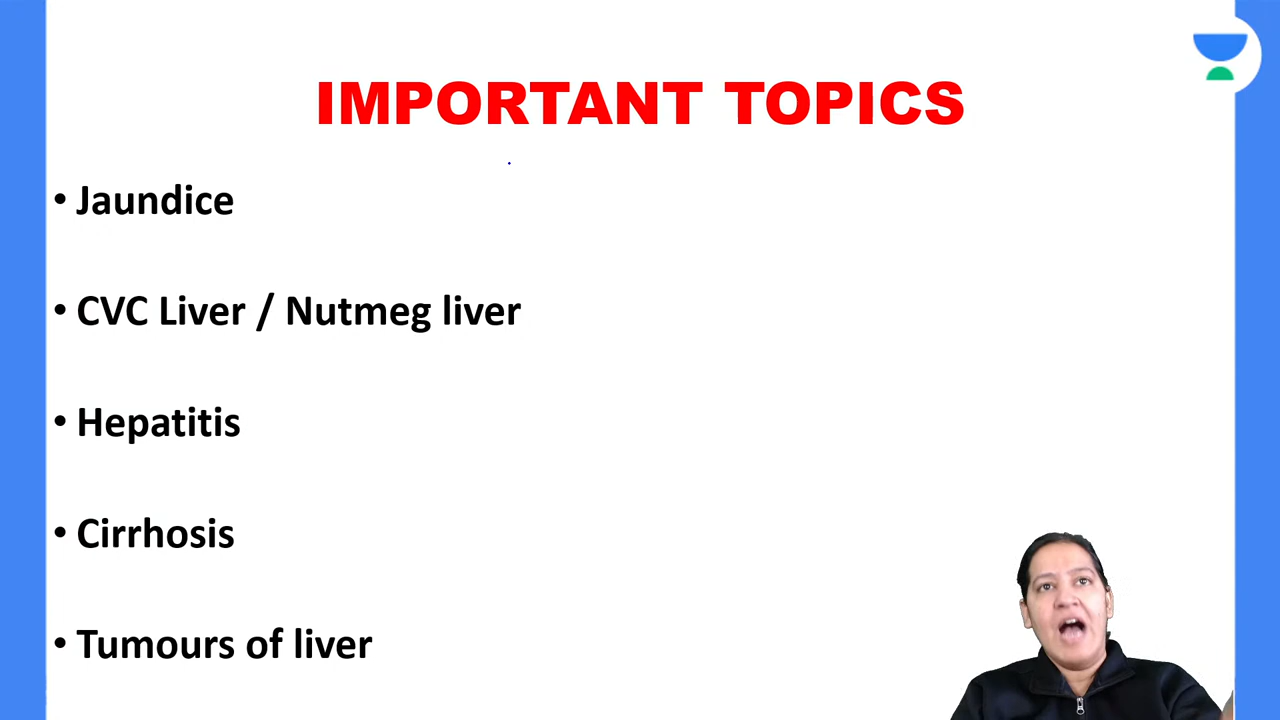 IMPORTANT TOPICS
• Jaundice
• CVC Liver / Nutmeg liver
• Hepatitis
• Cirrhosis
• Tumours of liver